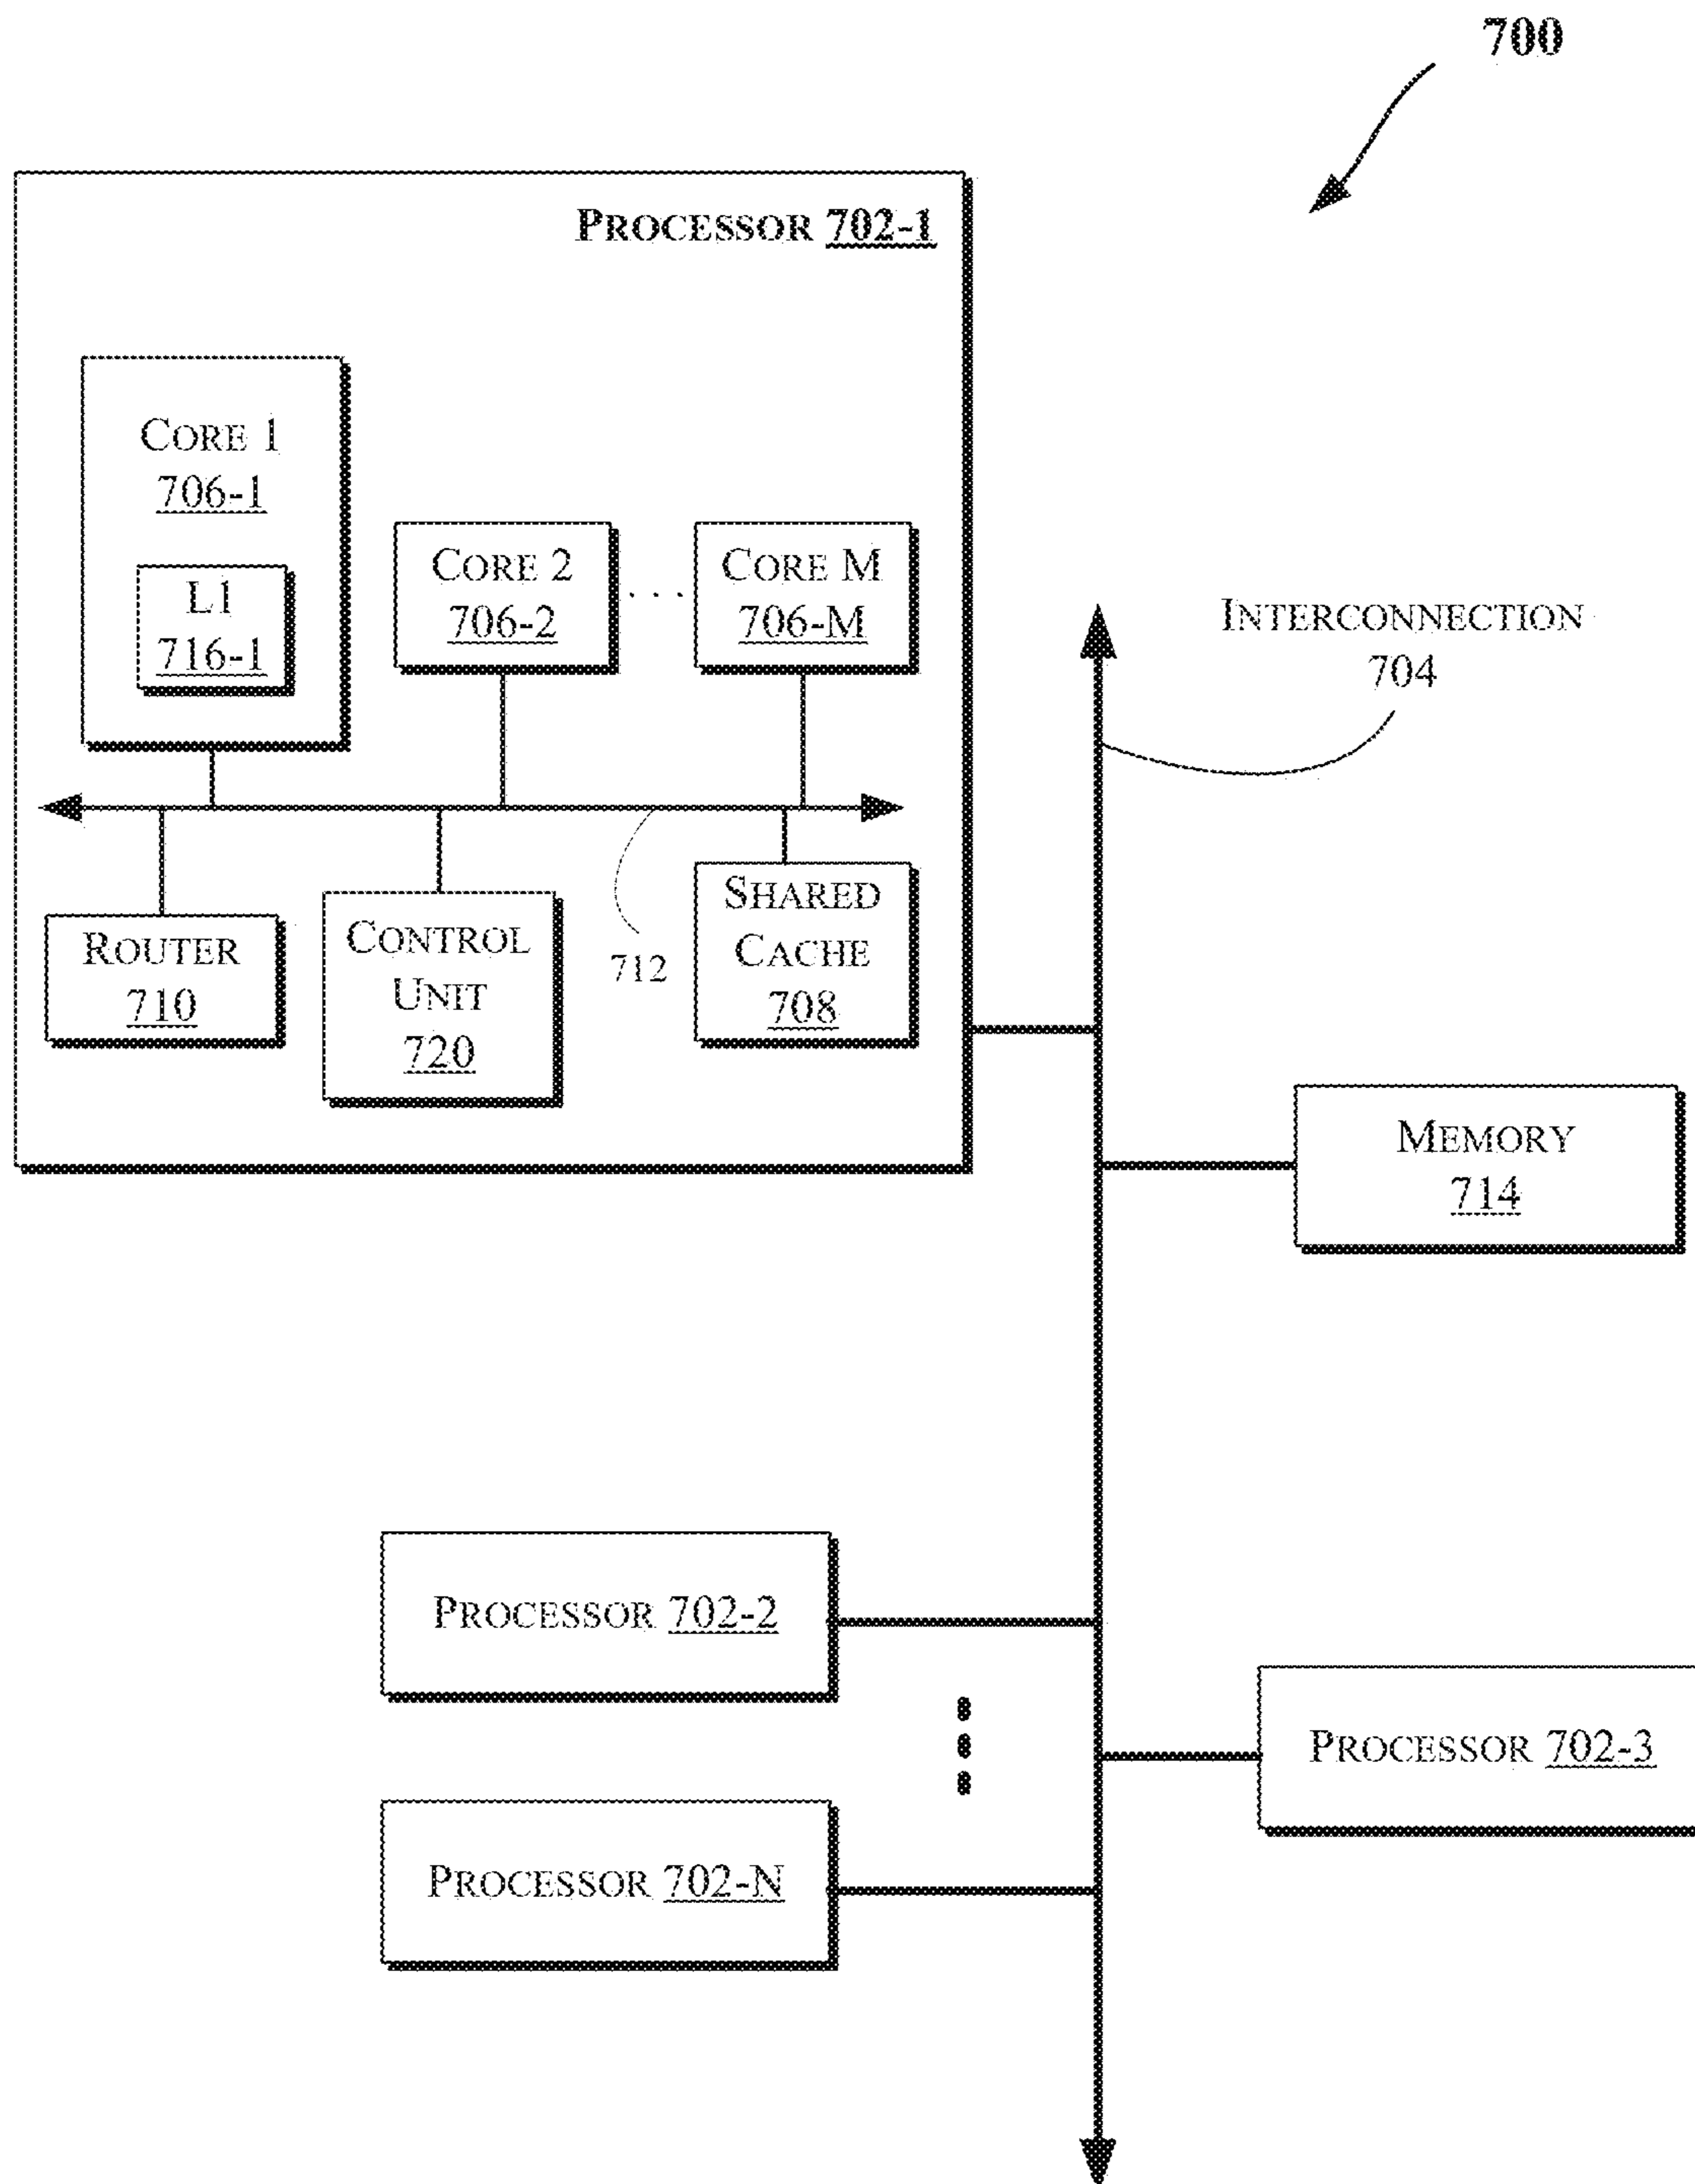 700
PROCESSOR 702-1
CORE 1
706-1
L1
716-1
CORE 2
706-2
. . .
CORE M
706-M
INTERCONNECTION
704
ROUTER
710
CONTROL
UNIT
720
712
SHARED
CACHE
708
MEMORY
714
PROCESSOR 702-2
PROCESSOR 702-3
PROCESSOR 702-N